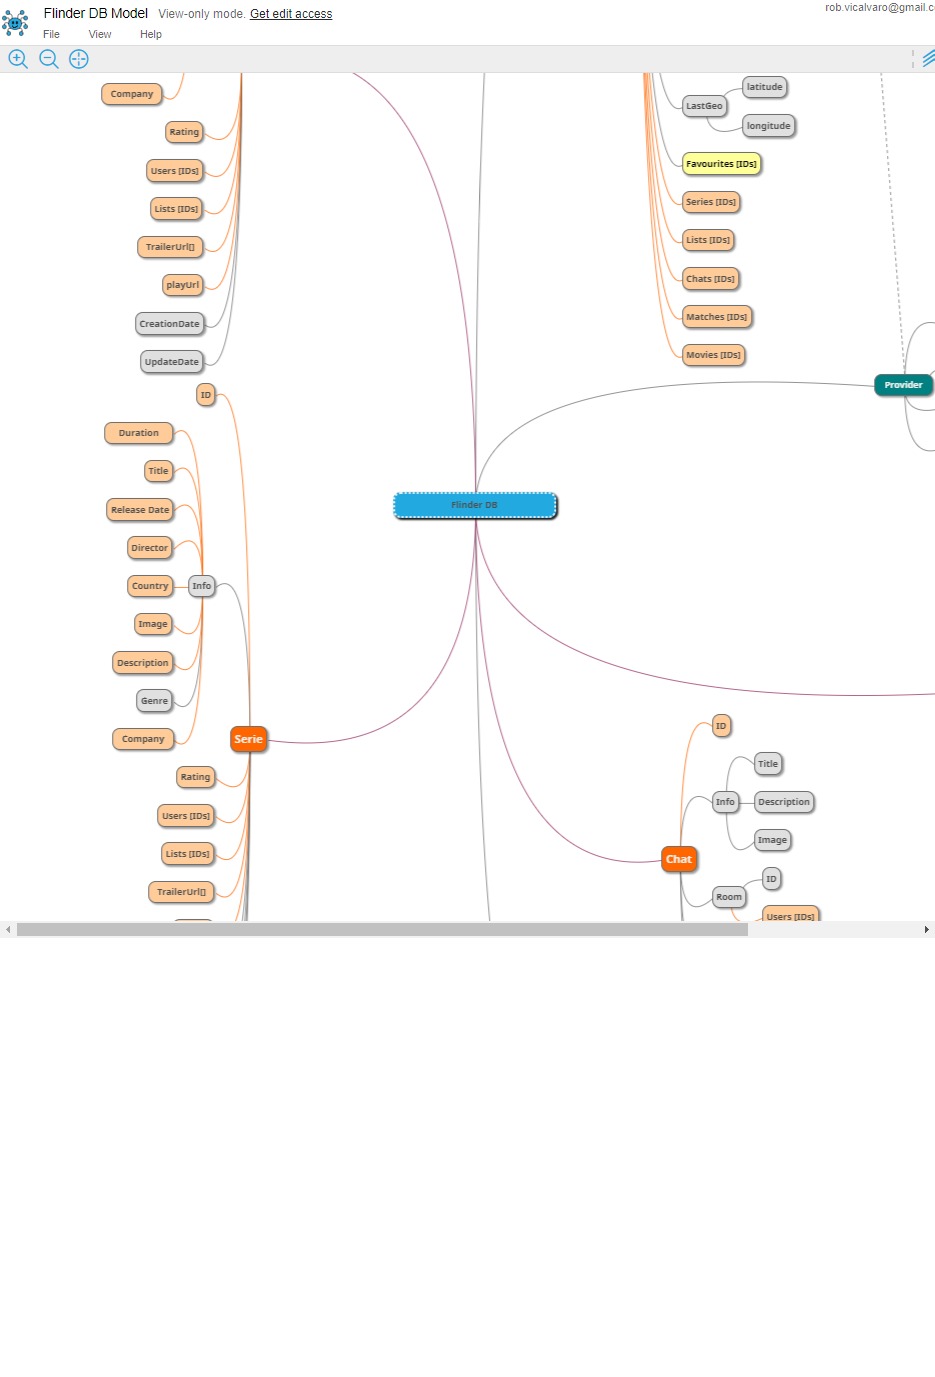 Flinder DB Model View-only mode. Get edit access
rob.vicalvaro@gmail.c
File View Help
Company
Rating
Users [IDs]
Lists [IDs]
TrailerUrl[]
playUrl
CreationDate
UpdateDate
LastGeo
latitude
longitude
Favourites [IDs]
Series [IDs]
Lists [IDs]
Chats [IDs]
Matches [IDs]
Movies [IDs]
Provider
Flinder DB
ID
Duration
Title
Release Date
Director
Country
Info
Image
Description
Genre
Company
Serie
Rating
Users [IDs]
Lists [IDs]
TrailerUrl[]
ID
Title
Info
Description
Image
Chat
ID
Room
Users [IDs]